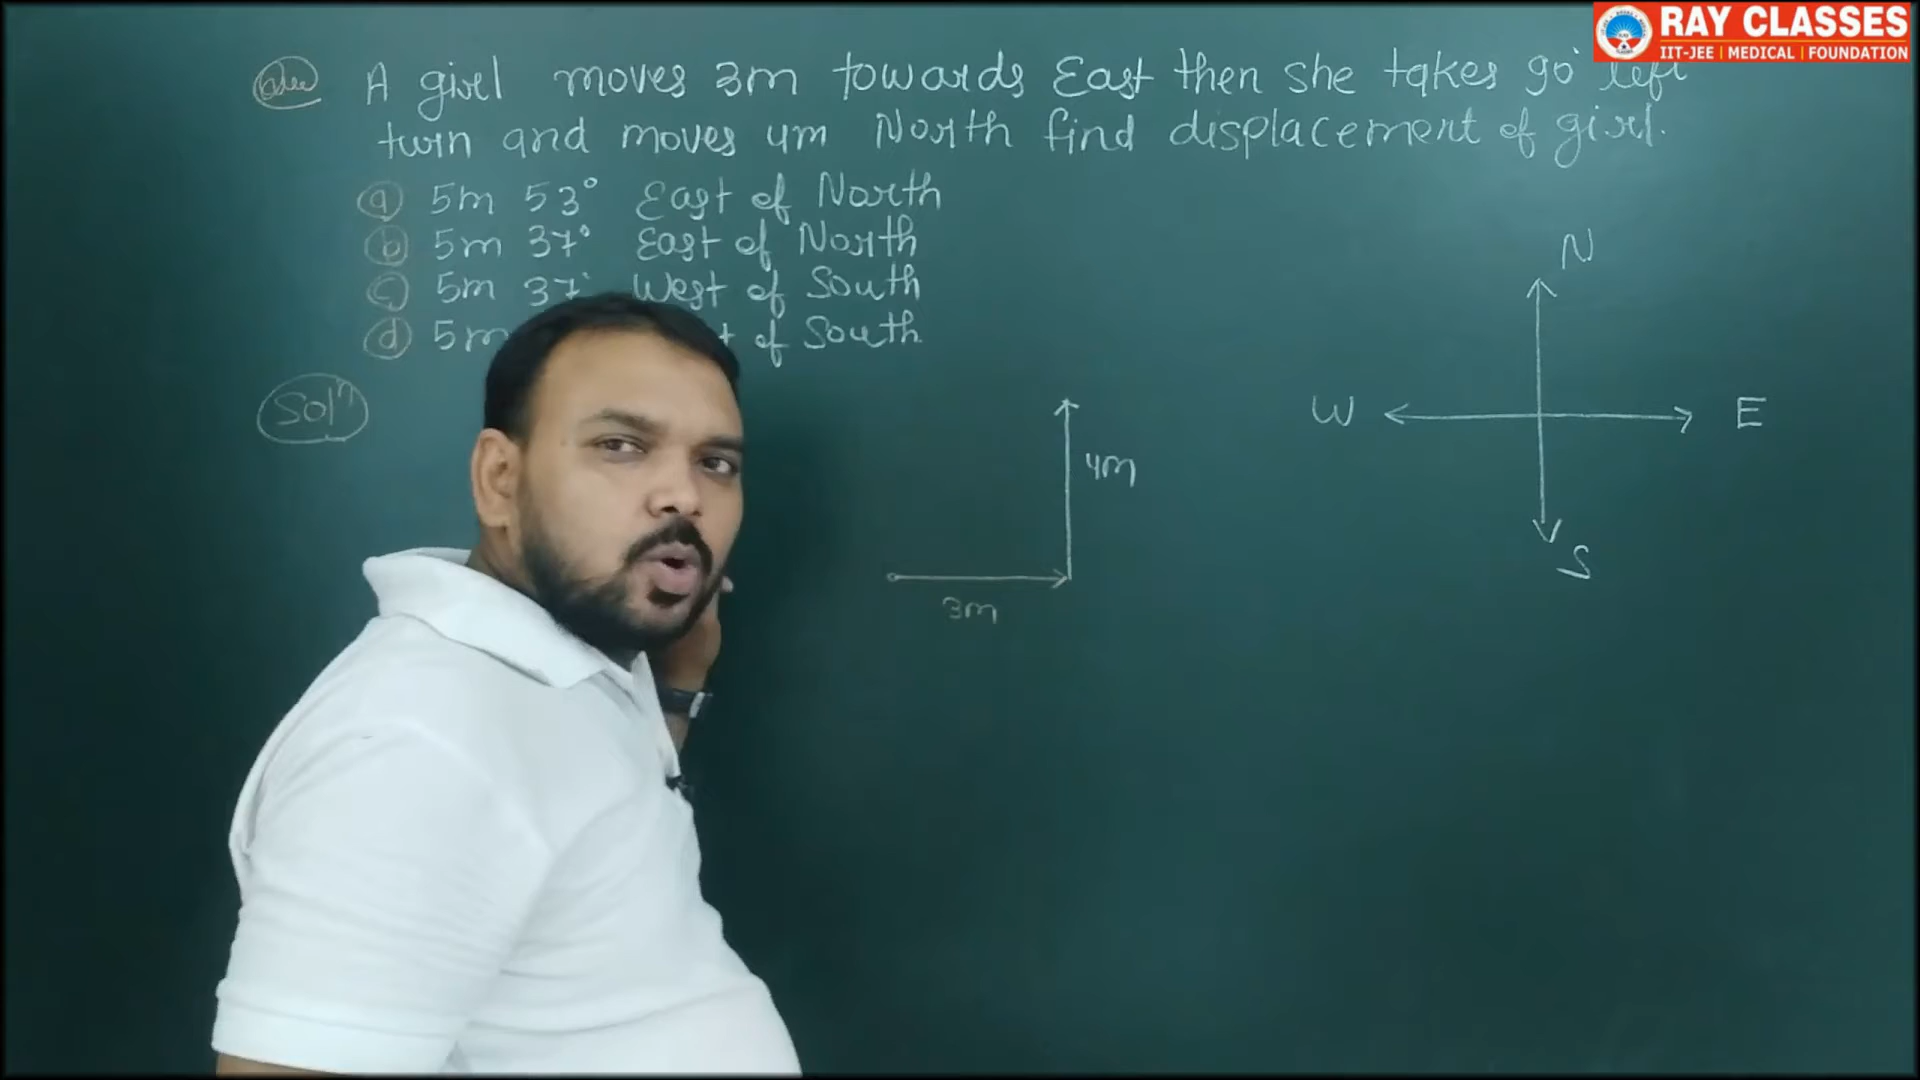 RAY CLASSES
IIT-JEE | MEDICAL | FOUNDATION
Que A girl moves 3m towards East then she takes 90° left
turn and moves 4m North find displacement of girl.
a 5m 53° East of North
b 5m 37° East of North
c 5m 37° West of South
d 5m of South
Solⁿ
N
W
E
S
4m
3m